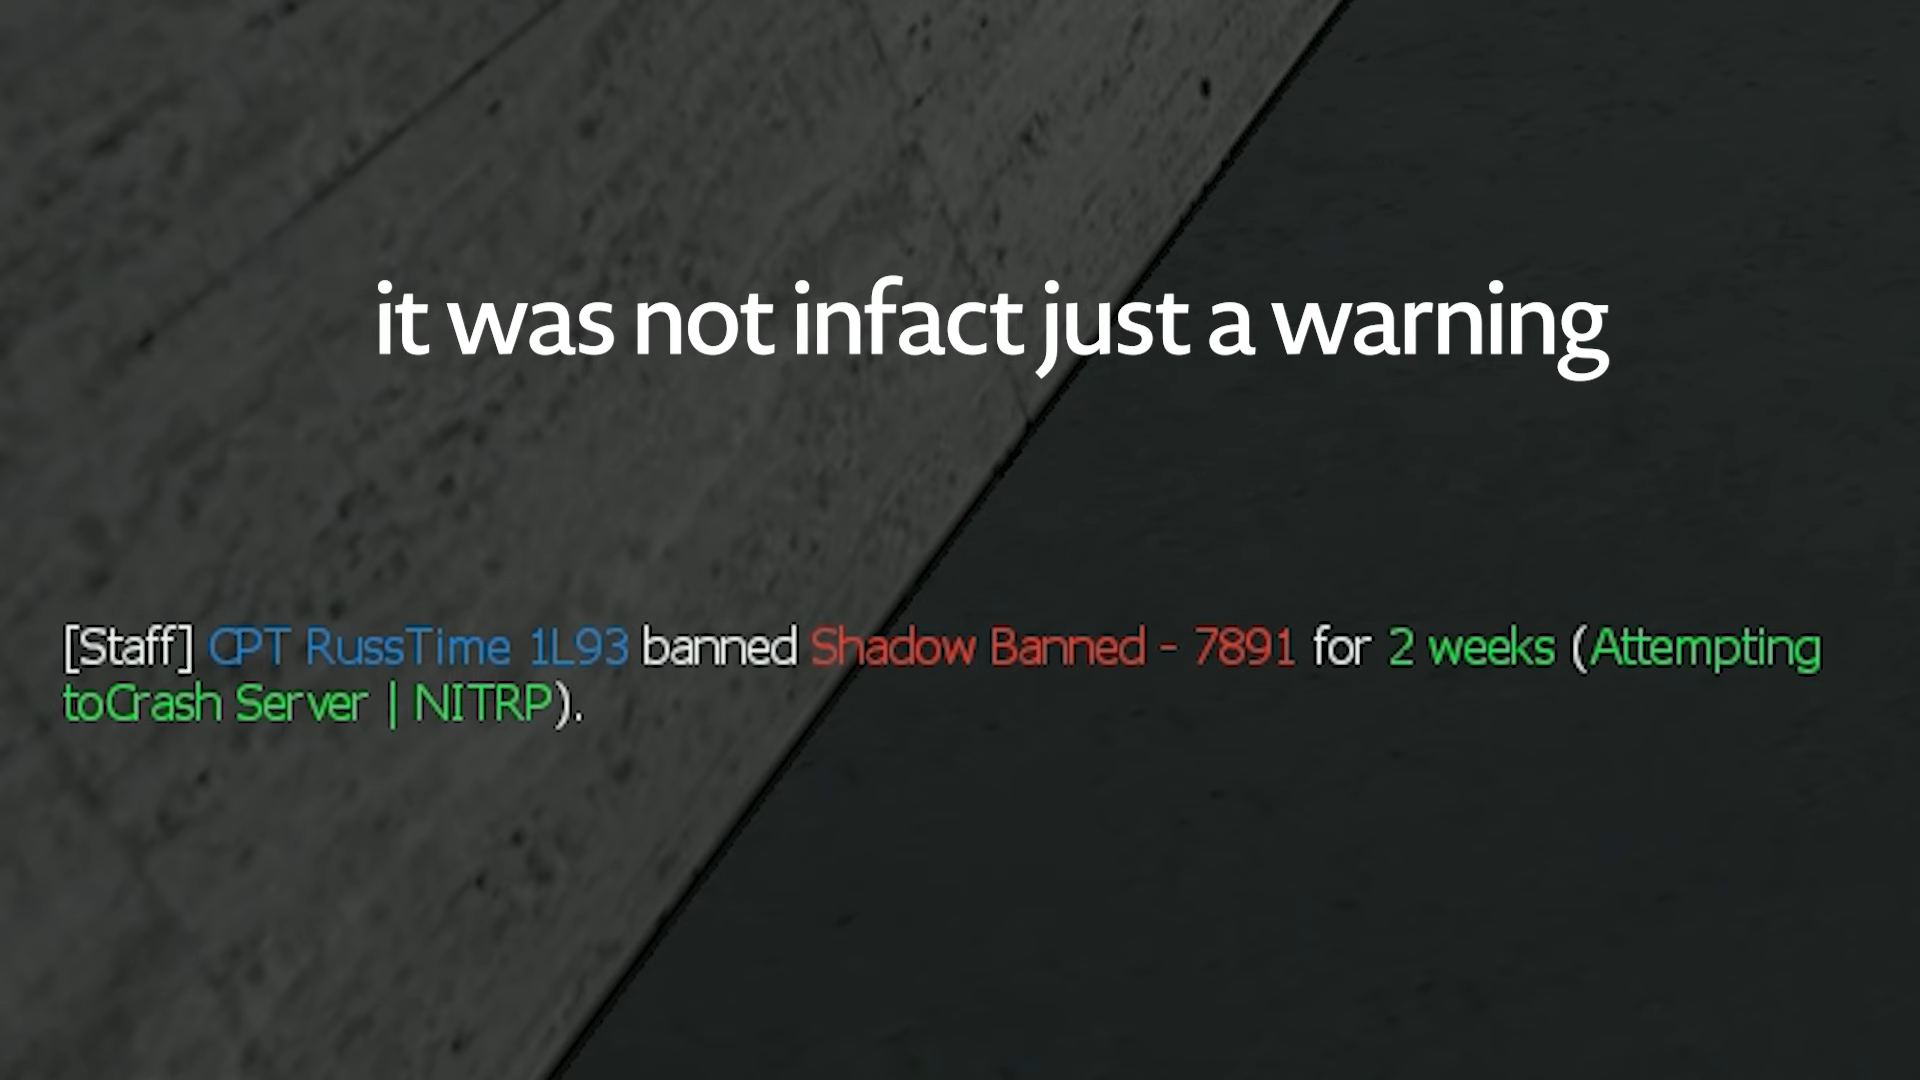 it was not infact just a warning
[Staff] CPT RussTime 1L93 banned Shadow Banned - 7891 for 2 weeks (Attempting
toCrash Server | NITRP).